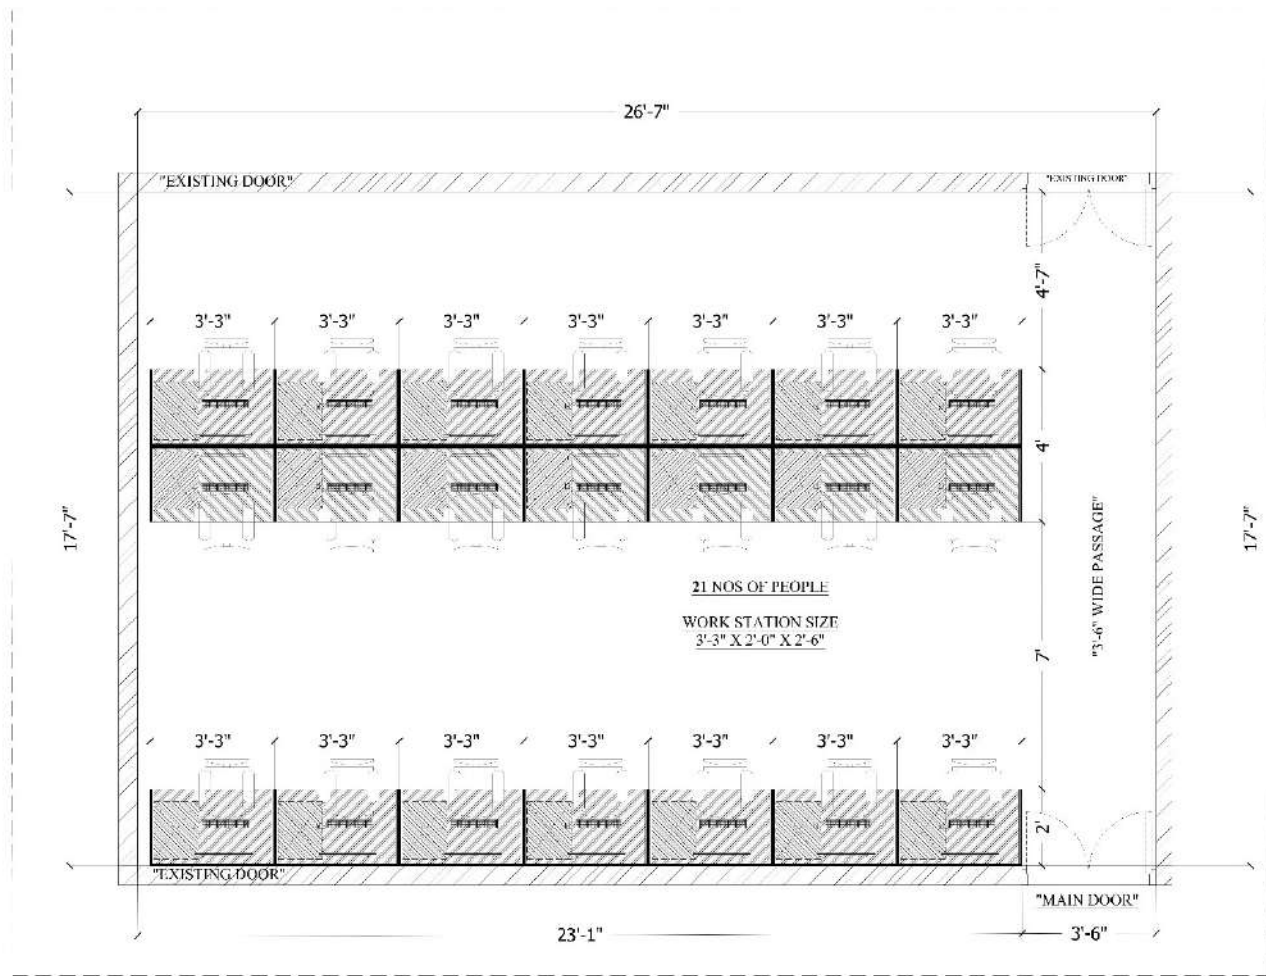 26'-7"
"EXISTING DOOR"
"EXISTING DOOR"
4'-7"
3'-3" 3'-3" 3'-3" 3'-3" 3'-3" 3'-3" 3'-3"
4'
17'-7"
17'-7"
"3'-6" WIDE PASSAGE"
21 NOS OF PEOPLE
WORK STATION SIZE
3'-3" X 2'-0" X 2'-6"
7'
3'-3" 3'-3" 3'-3" 3'-3" 3'-3" 3'-3" 3'-3"
2'
"EXISTING DOOR"
"MAIN DOOR"
23'-1"
3'-6"